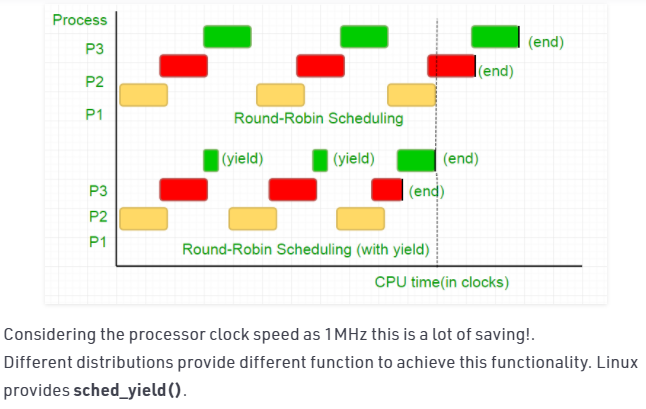 Process
P3
(end)
P2
(end)
P1
Round-Robin Scheduling
(yield) (yield) (end)
P3
(end)
P2
P1
Round-Robin Scheduling (with yield)
CPU time(in clocks)
Considering the processor clock speed as 1MHz this is a lot of saving!.
Different distributions provide different function to achieve this functionality. Linux
provides sched_yield().